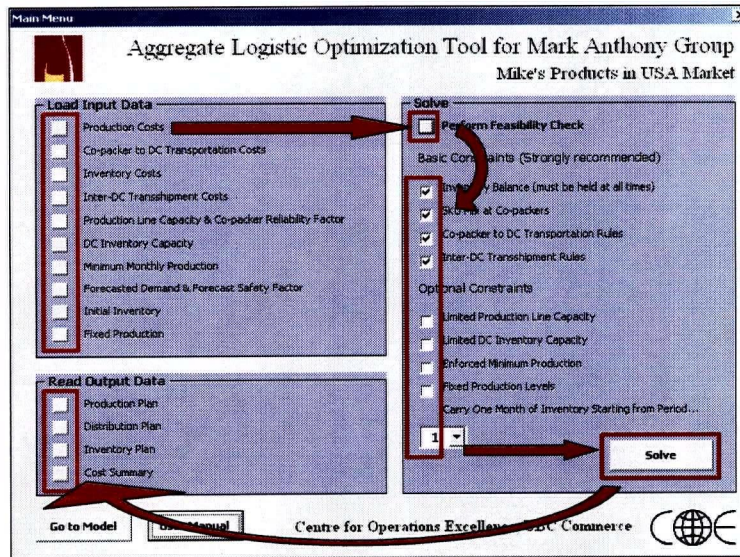 Main Menu
Aggregate Logistic Optimization Tool for Mark Anthony Group
Mike's Products in USA Market
Load Input Data
Production Costs
Co-packer to DC Transportation Costs
Inventory Costs
Inter-DC Transshipment Costs
Production Line Capacity & Co-packer Reliability Factor
DC Inventory Capacity
Minimum Monthly Production
Forecasted Demand & Forecast Safety Factor
Initial Inventory
Fixed Production
Read Output Data
Production Plan
Distribution Plan
Inventory Plan
Cost Summary
Solve
Perform Feasibility Check
Basic Constraints (Strongly recommended)
Inventory Balance (must be held at all times)
at Co-packers
Co-packer to DC Transportation Rules
Inter-DC Transshipment Rules
Optional Constraints
Limited Production Line Capacity
Limited DC Inventory Capacity
Enforced Minimum Production
Fixed Production Levels
Carry One Month of Inventory Starting from Period...
1
Solve
Go to Model
User Manual
Centre for Operations Excellence, UBC Commerce
COE